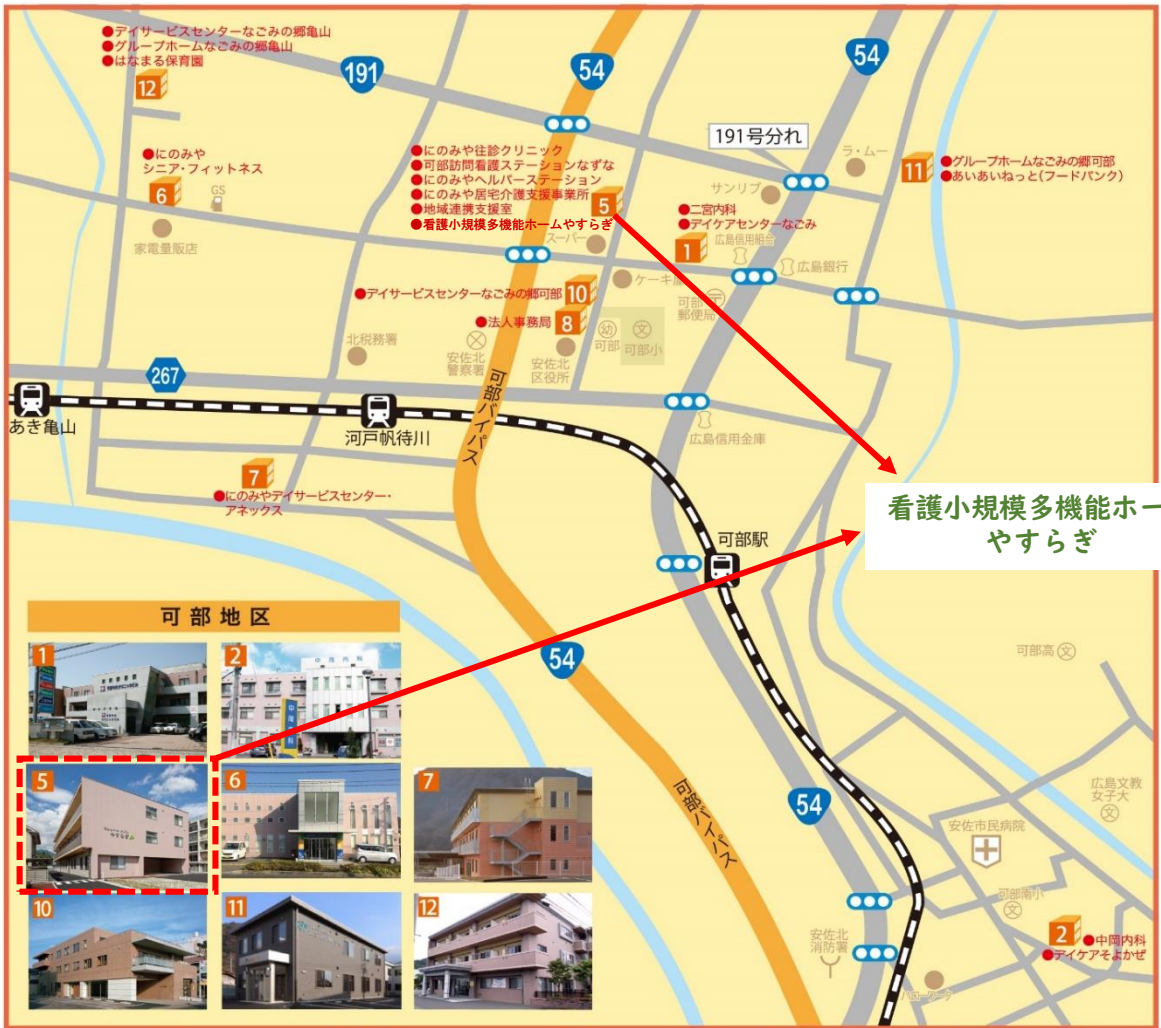 ●デイサービスセンターなごみの郷亀山
●グループホームなごみの郷亀山
●はなまる保育園
12
191
54
54
191号分れ
ラ・ムー
サンリブ
●にのみや
シニア・フィットネス
6
GS
家電量販店
●にのみや往診クリニック
●可部訪問看護ステーションなずな
●にのみやヘルパーステーション
●にのみや居宅介護支援事業所
●地域連携支援室
●看護小規模多機能ホームやすらぎ
5
スーパー
●二宮内科
●デイケアセンターなごみ
1
広島信用組合
広島銀行
11
●グループホームなごみの郷可部
●あいあいねっと(フードバンク)
●デイサービスセンターなごみの郷可部
10
●法人事務局
8
可部
郵便局
幼
可部
文
可部小
北税務署
安佐北
警察署
安佐北
区役所
267
可部バイパス
あき亀山
河戸帆待川
広島信用金庫
7
●にのみやデイサービスセンター・
アネックス
看護小規模多機能ホー
やすらぎ
可部駅
54
可部地区
1
2
5
6
7
10
11
12
可部バイパス
54
可部高
文
広島文教
女子大
文
安佐市民病院
可部南小
文
安佐北
消防署
2
●中岡内科
●デイケアそよかぜ
ハローワーク